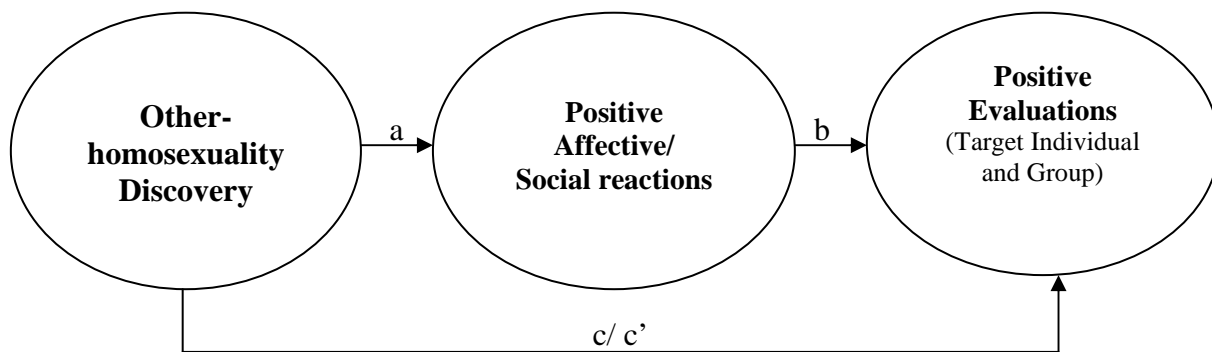 Other-
homosexuality
Discovery
a
Positive
Affective/
Social reactions
b
Positive
Evaluations
(Target Individual
and Group)
c/ c’